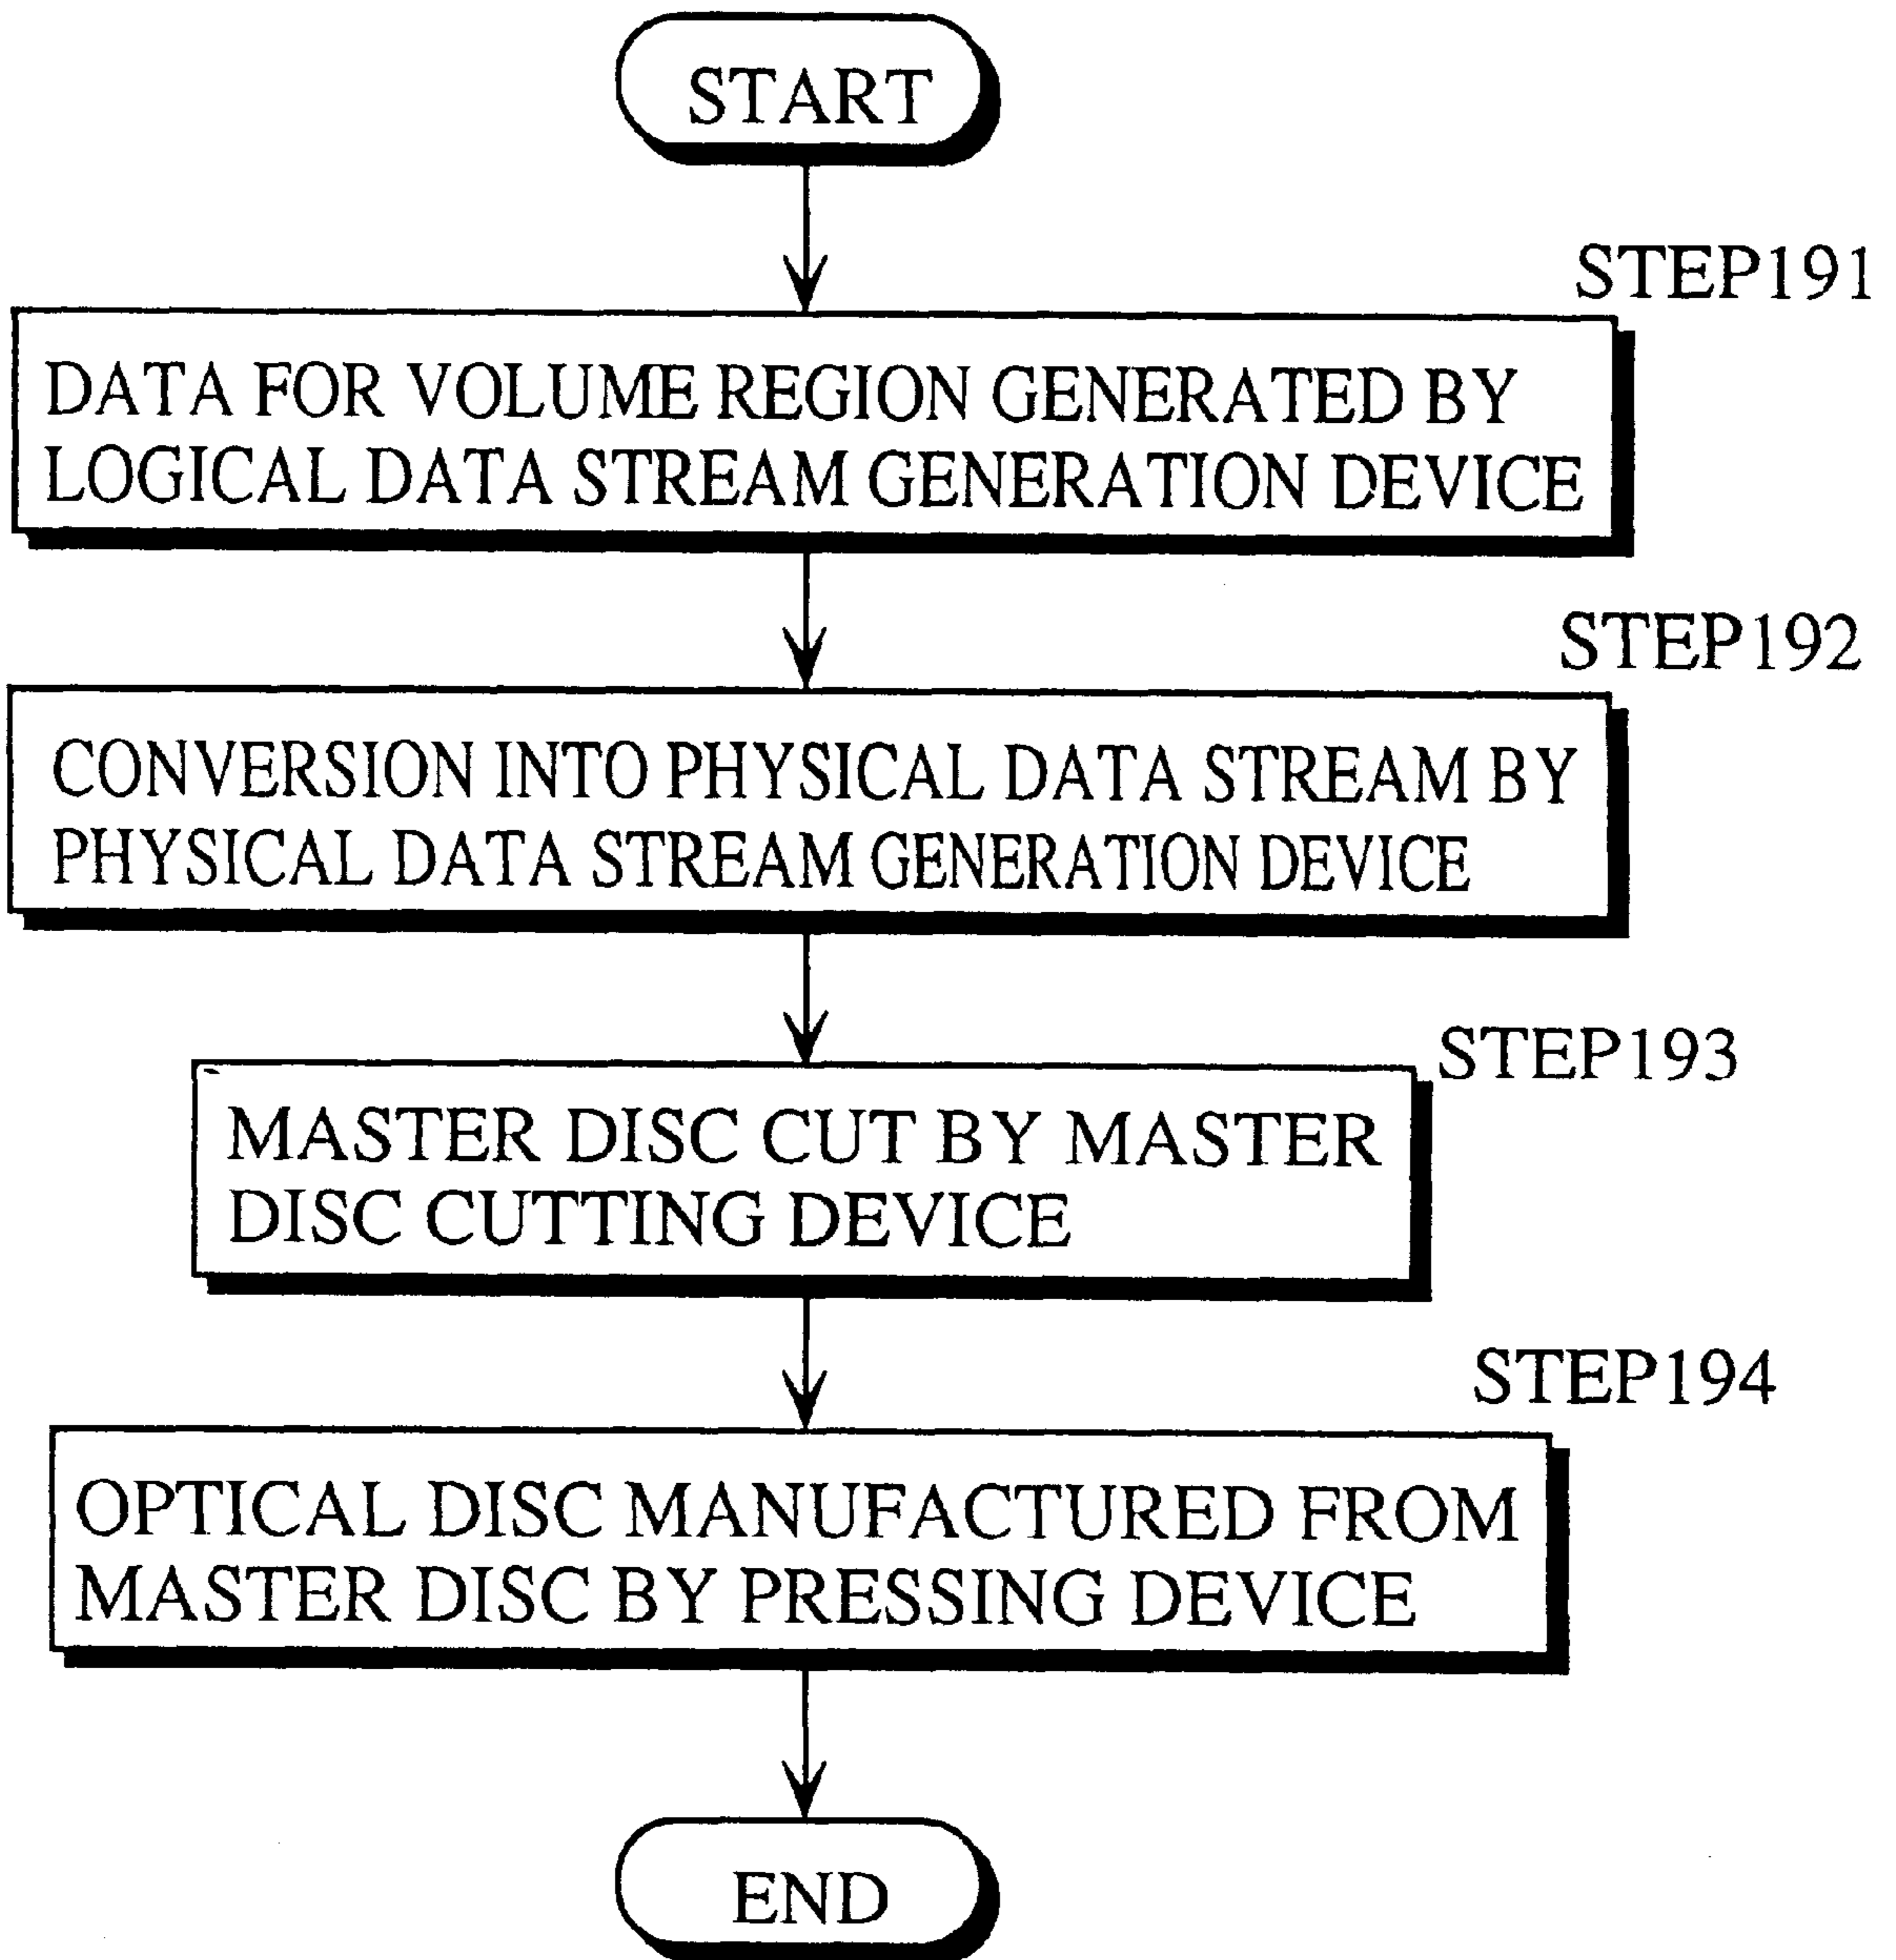 START
STEP191
DATA FOR VOLUME REGION GENERATED BY
LOGICAL DATA STREAM GENERATION DEVICE
STEP192
CONVERSION INTO PHYSICAL DATA STREAM BY
PHYSICAL DATA STREAM GENERATION DEVICE
STEP193
MASTER DISC CUT BY MASTER
DISC CUTTING DEVICE
STEP194
OPTICAL DISC MANUFACTURED FROM
MASTER DISC BY PRESSING DEVICE
END